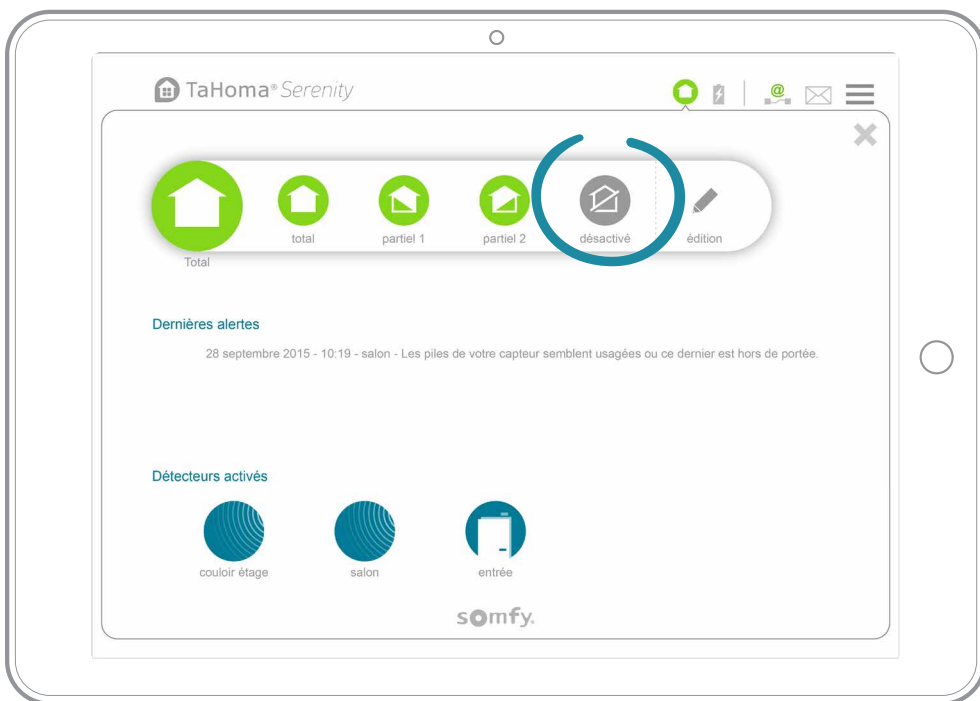 TaHoma® Serenity
@
total
partiel 1
partiel 2
désactivé
édition
Total
Dernières alertes
28 septembre 2015 - 10:19 - salon - Les piles de votre capteur semblent usagées ou ce dernier est hors de portée.
Détecteurs activés
couloir étage
salon
entrée
somfy.